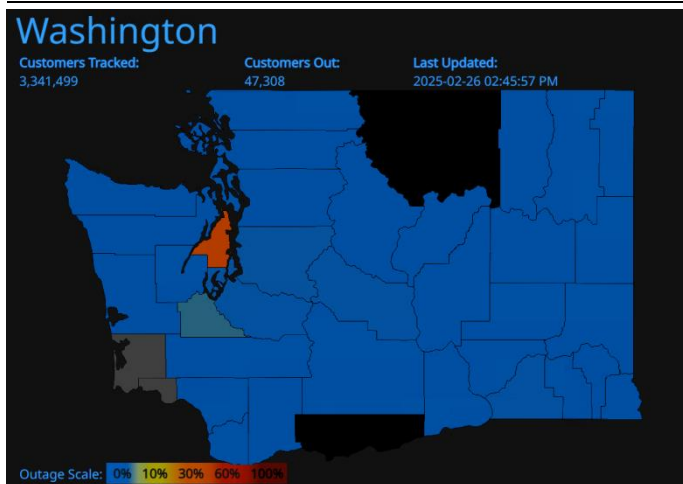 Washington
Customers Tracked: Customers Out: Last Updated:
3,341,499 47,308 2025-02-26 02:45:57 PM
Outage Scale: 0% 10% 30% 60% 100%